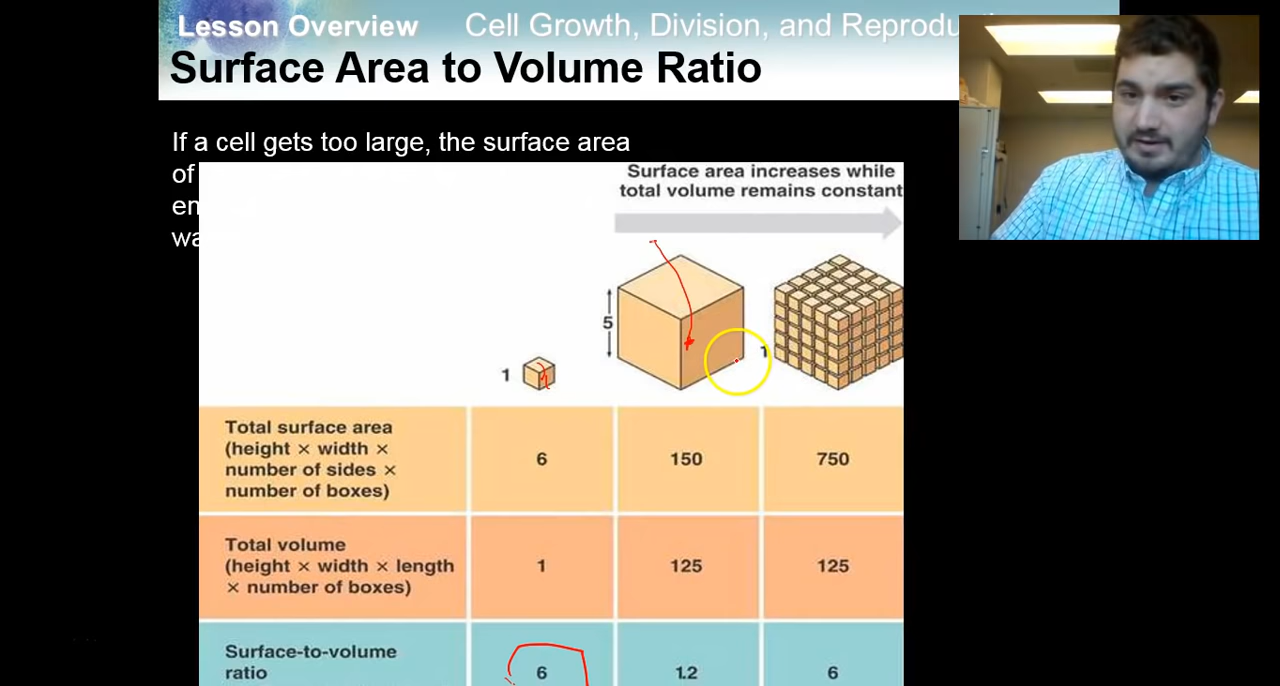 Lesson Overview Cell Growth, Division, and Reprodu
Surface Area to Volume Ratio
If a cell gets too large, the surface area
of
en
wa
Surface area increases while
total volume remains constant
5
1
1
Total surface area
(height × width ×
number of sides ×
number of boxes)
6 150 750
Total volume
(height × width × length
× number of boxes)
1 125 125
Surface-to-volume
ratio
6 1.2 6